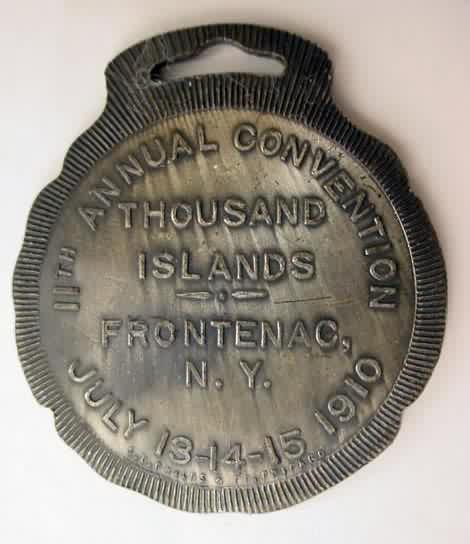 11TH ANNUAL CONVENTION
THOUSAND
ISLANDS
FRONTENAC,
N. Y.
JULY 13-14-15 1910